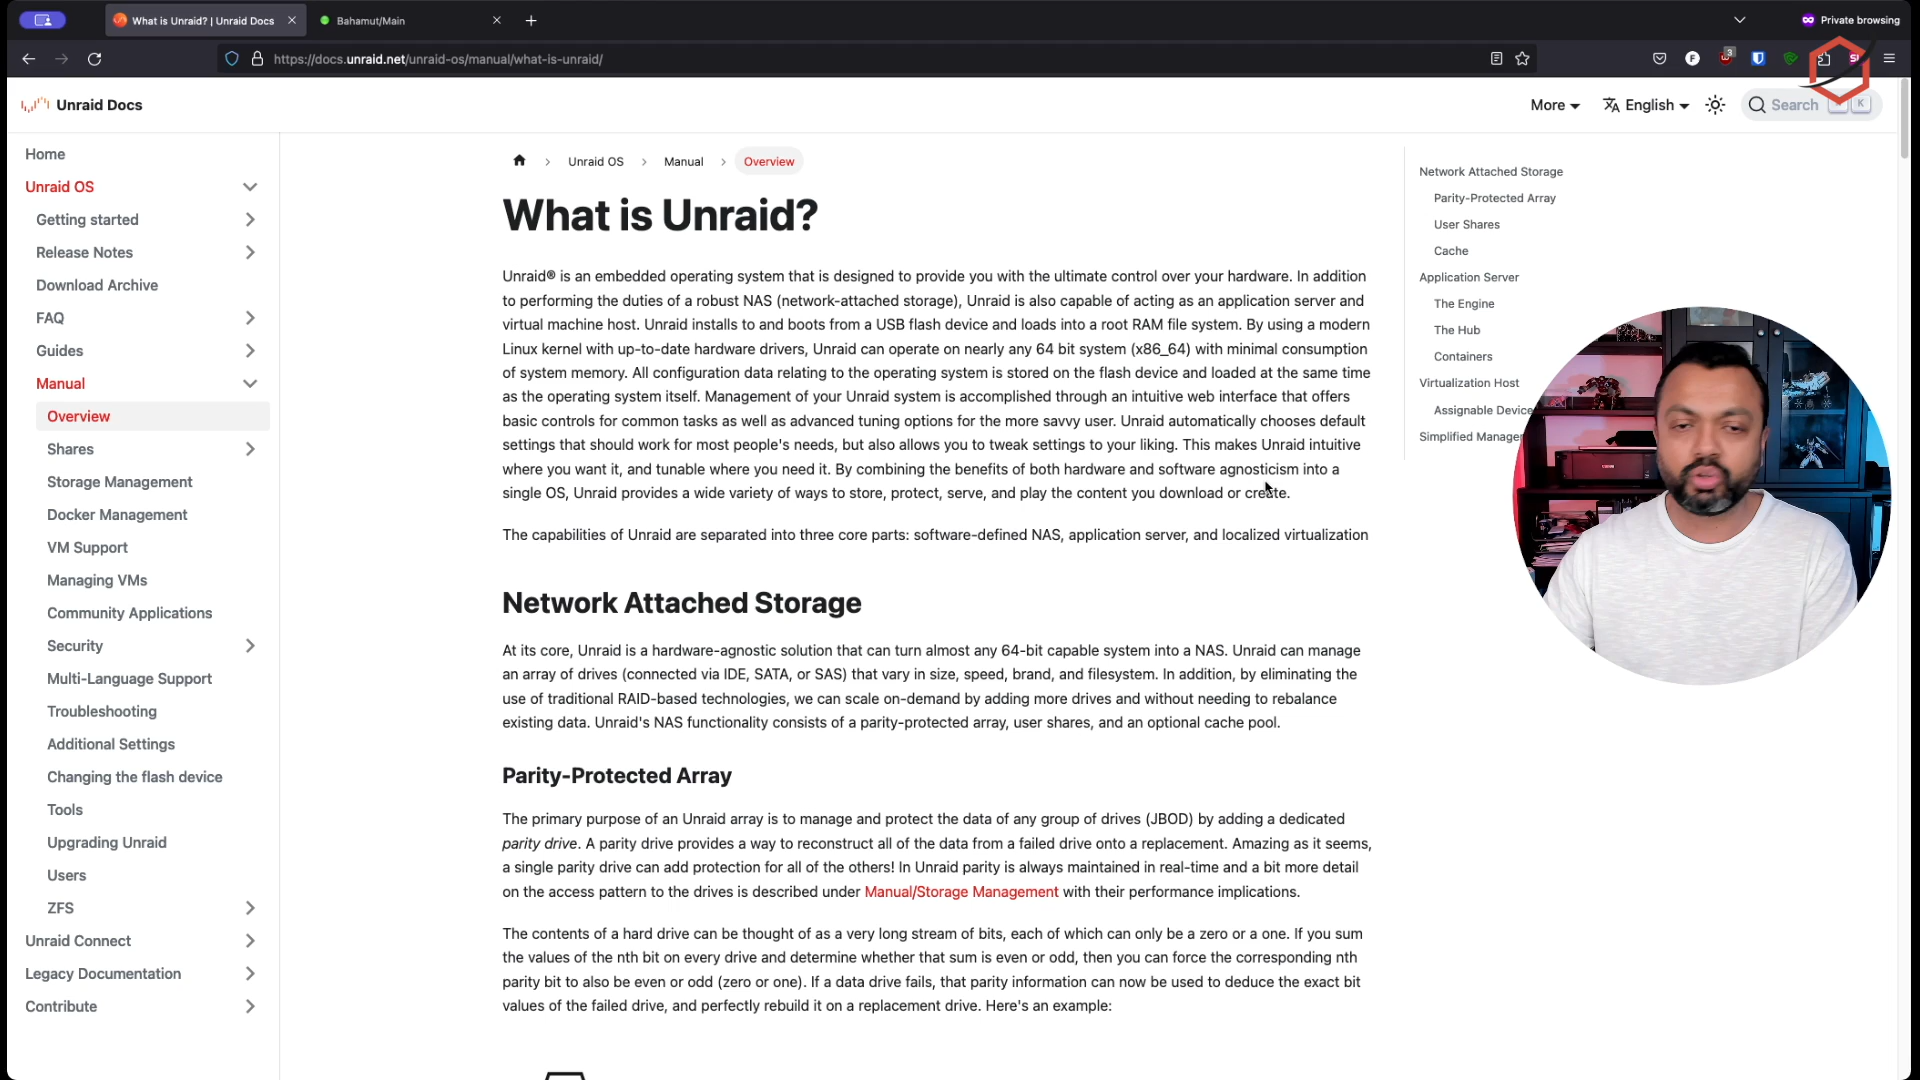 What is Unraid? | Unraid Docs
Bahamut/Main
Private browsing
https://docs.unraid.net/unraid-os/manual/what-is-unraid/
3
Unraid Docs
More
English
Search
K
Home
Unraid OS
Getting started
Release Notes
Download Archive
FAQ
Guides
Manual
Overview
Shares
Storage Management
Docker Management
VM Support
Managing VMs
Community Applications
Security
Multi-Language Support
Troubleshooting
Additional Settings
Changing the flash device
Tools
Upgrading Unraid
Users
ZFS
Unraid Connect
Legacy Documentation
Contribute
Unraid OS > Manual > Overview
What is Unraid?
Unraid® is an embedded operating system that is designed to provide you with the ultimate control over your hardware. In addition
to performing the duties of a robust NAS (network-attached storage), Unraid is also capable of acting as an application server and
virtual machine host. Unraid installs to and boots from a USB flash device and loads into a root RAM file system. By using a modern
Linux kernel with up-to-date hardware drivers, Unraid can operate on nearly any 64 bit system (x86_64) with minimal consumption
of system memory. All configuration data relating to the operating system is stored on the flash device and loaded at the same time
as the operating system itself. Management of your Unraid system is accomplished through an intuitive web interface that offers
basic controls for common tasks as well as advanced tuning options for the more savvy user. Unraid automatically chooses default
settings that should work for most people's needs, but also allows you to tweak settings to your liking. This makes Unraid intuitive
where you want it, and tunable where you need it. By combining the benefits of both hardware and software agnosticism into a
single OS, Unraid provides a wide variety of ways to store, protect, serve, and play the content you download or create.
The capabilities of Unraid are separated into three core parts: software-defined NAS, application server, and localized virtualization
Network Attached Storage
At its core, Unraid is a hardware-agnostic solution that can turn almost any 64-bit capable system into a NAS. Unraid can manage
an array of drives (connected via IDE, SATA, or SAS) that vary in size, speed, brand, and filesystem. In addition, by eliminating the
use of traditional RAID-based technologies, we can scale on-demand by adding more drives and without needing to rebalance
existing data. Unraid's NAS functionality consists of a parity-protected array, user shares, and an optional cache pool.
Parity-Protected Array
The primary purpose of an Unraid array is to manage and protect the data of any group of drives (JBOD) by adding a dedicated
parity drive. A parity drive provides a way to reconstruct all of the data from a failed drive onto a replacement. Amazing as it seems,
a single parity drive can add protection for all of the others! In Unraid parity is always maintained in real-time and a bit more detail
on the access pattern to the drives is described under Manual/Storage Management with their performance implications.
The contents of a hard drive can be thought of as a very long stream of bits, each of which can only be a zero or a one. If you sum
the values of the nth bit on every drive and determine whether that sum is even or odd, then you can force the corresponding nth
parity bit to also be even or odd (zero or one). If a data drive fails, that parity information can now be used to deduce the exact bit
values of the failed drive, and perfectly rebuild it on a replacement drive. Here's an example:
Network Attached Storage
Parity-Protected Array
User Shares
Cache
Application Server
The Engine
The Hub
Containers
Virtualization Host
Assignable Device
Simplified Manager